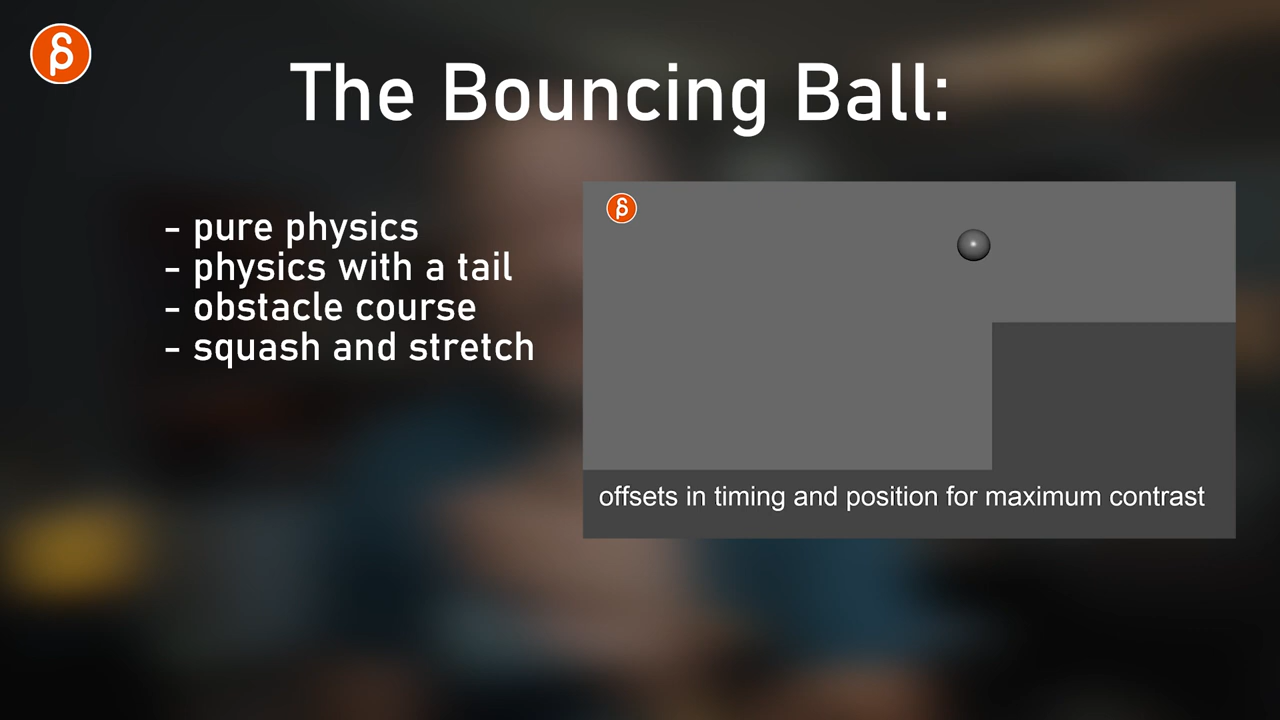 The Bouncing Ball:
- pure physics
- physics with a tail
- obstacle course
- squash and stretch
offsets in timing and position for maximum contrast